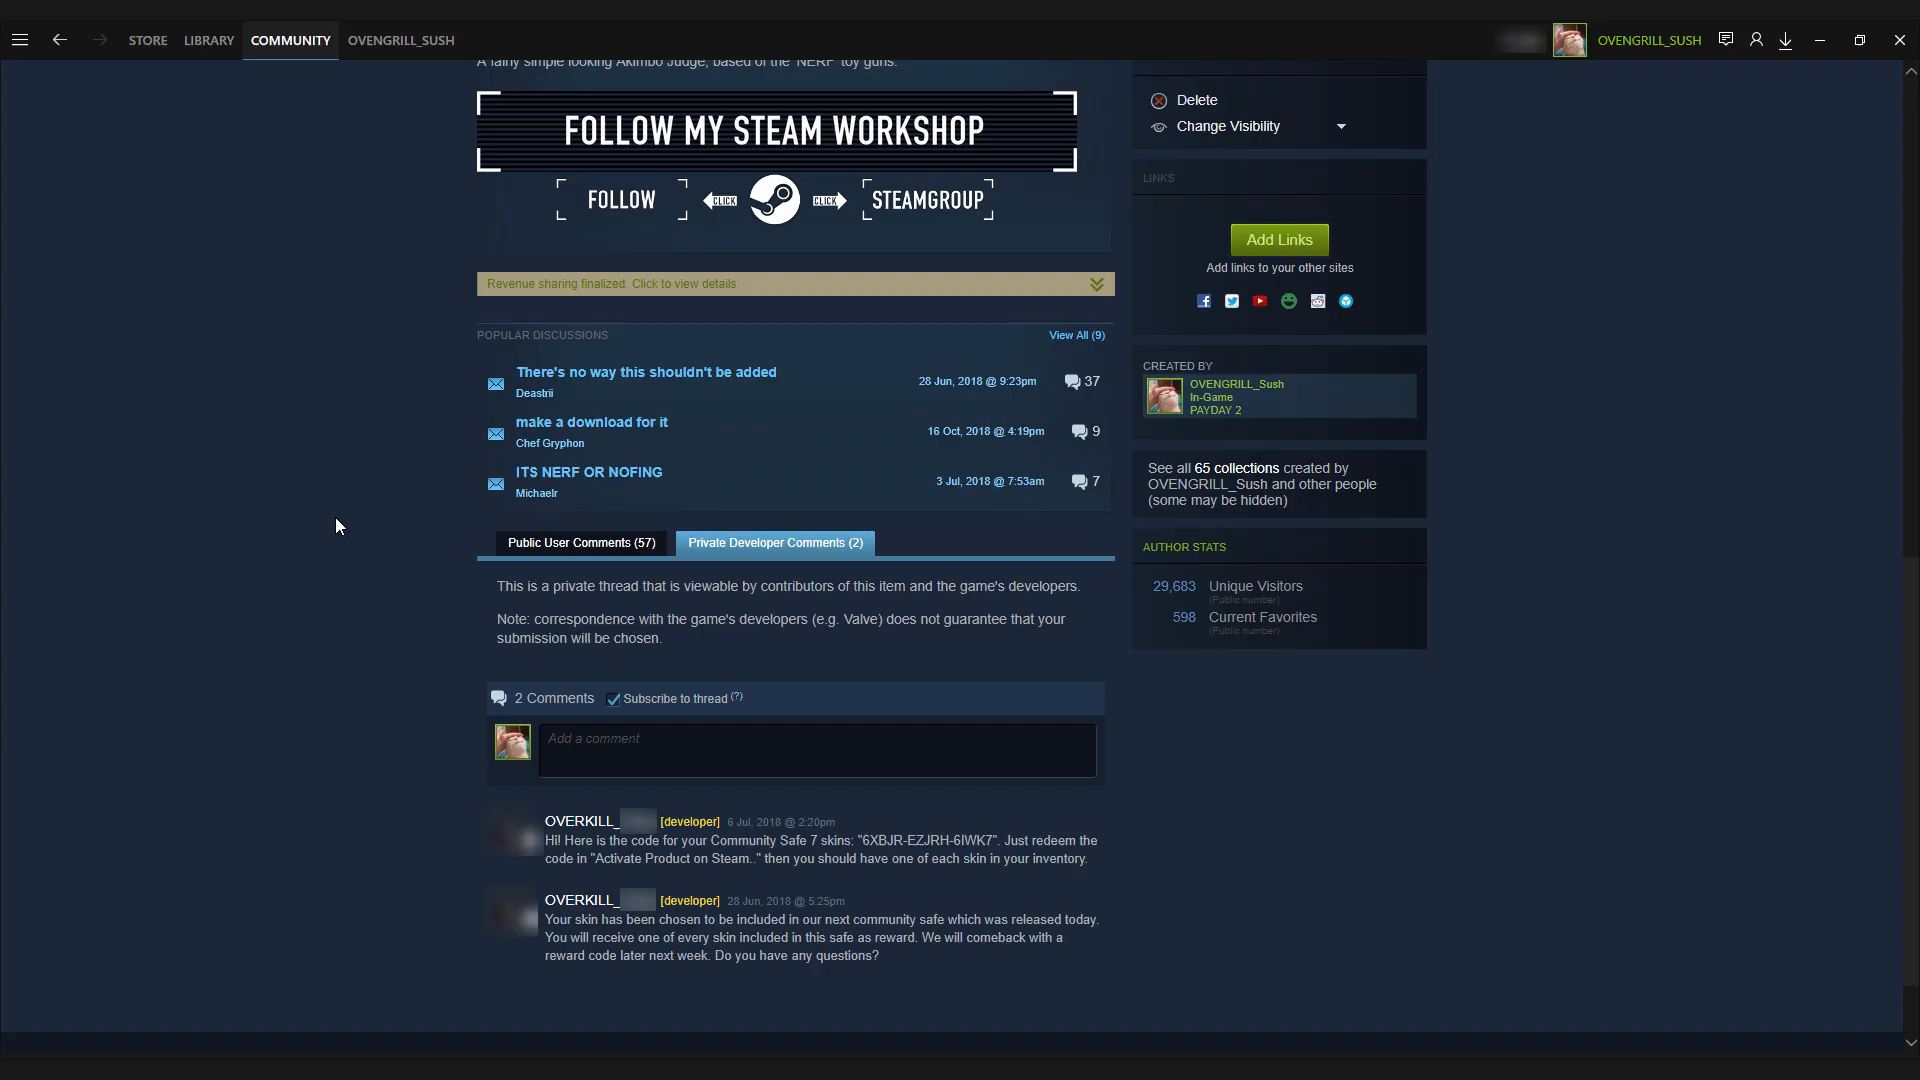 STORE LIBRARY COMMUNITY OVENGRILL_SUSH OVENGRILL_SUSH
A fairly simple looking Akimbo Judge, based of the 'NERF' toy guns.
FOLLOW MY STEAM WORKSHOP
FOLLOW CLICK CLICK STEAMGROUP
Revenue sharing finalized. Click to view details.
POPULAR DISCUSSIONS View All (9)
There's no way this shouldn't be added
Deastrii
28 Jun, 2018 @ 9:23pm 37
make a download for it
Chef Gryphon
16 Oct, 2018 @ 4:19pm 9
ITS NERF OR NOFING
Michaelr
3 Jul, 2018 @ 7:53am 7
Public User Comments (57) Private Developer Comments (2)
This is a private thread that is viewable by contributors of this item and the game's developers.
Note: correspondence with the game's developers (e.g. Valve) does not guarantee that your
submission will be chosen.
2 Comments Subscribe to thread (?)
Add a comment
OVERKILL_ [developer] 6 Jul, 2018 @ 2:20pm
Hi! Here is the code for your Community Safe 7 skins: "6XBJR-EZJRH-6IWK7". Just redeem the
code in "Activate Product on Steam.." then you should have one of each skin in your inventory.
OVERKILL_ [developer] 28 Jun, 2018 @ 5:25pm
Your skin has been chosen to be included in our next community safe which was released today.
You will receive one of every skin included in this safe as reward. We will comeback with a
reward code later next week. Do you have any questions?
Delete
Change Visibility
LINKS
Add Links
Add links to your other sites
CREATED BY
OVENGRILL_Sush
In-Game
PAYDAY 2
See all 65 collections created by
OVENGRILL_Sush and other people
(some may be hidden)
AUTHOR STATS
29,683 Unique Visitors
(Public number)
598 Current Favorites
(Public number)